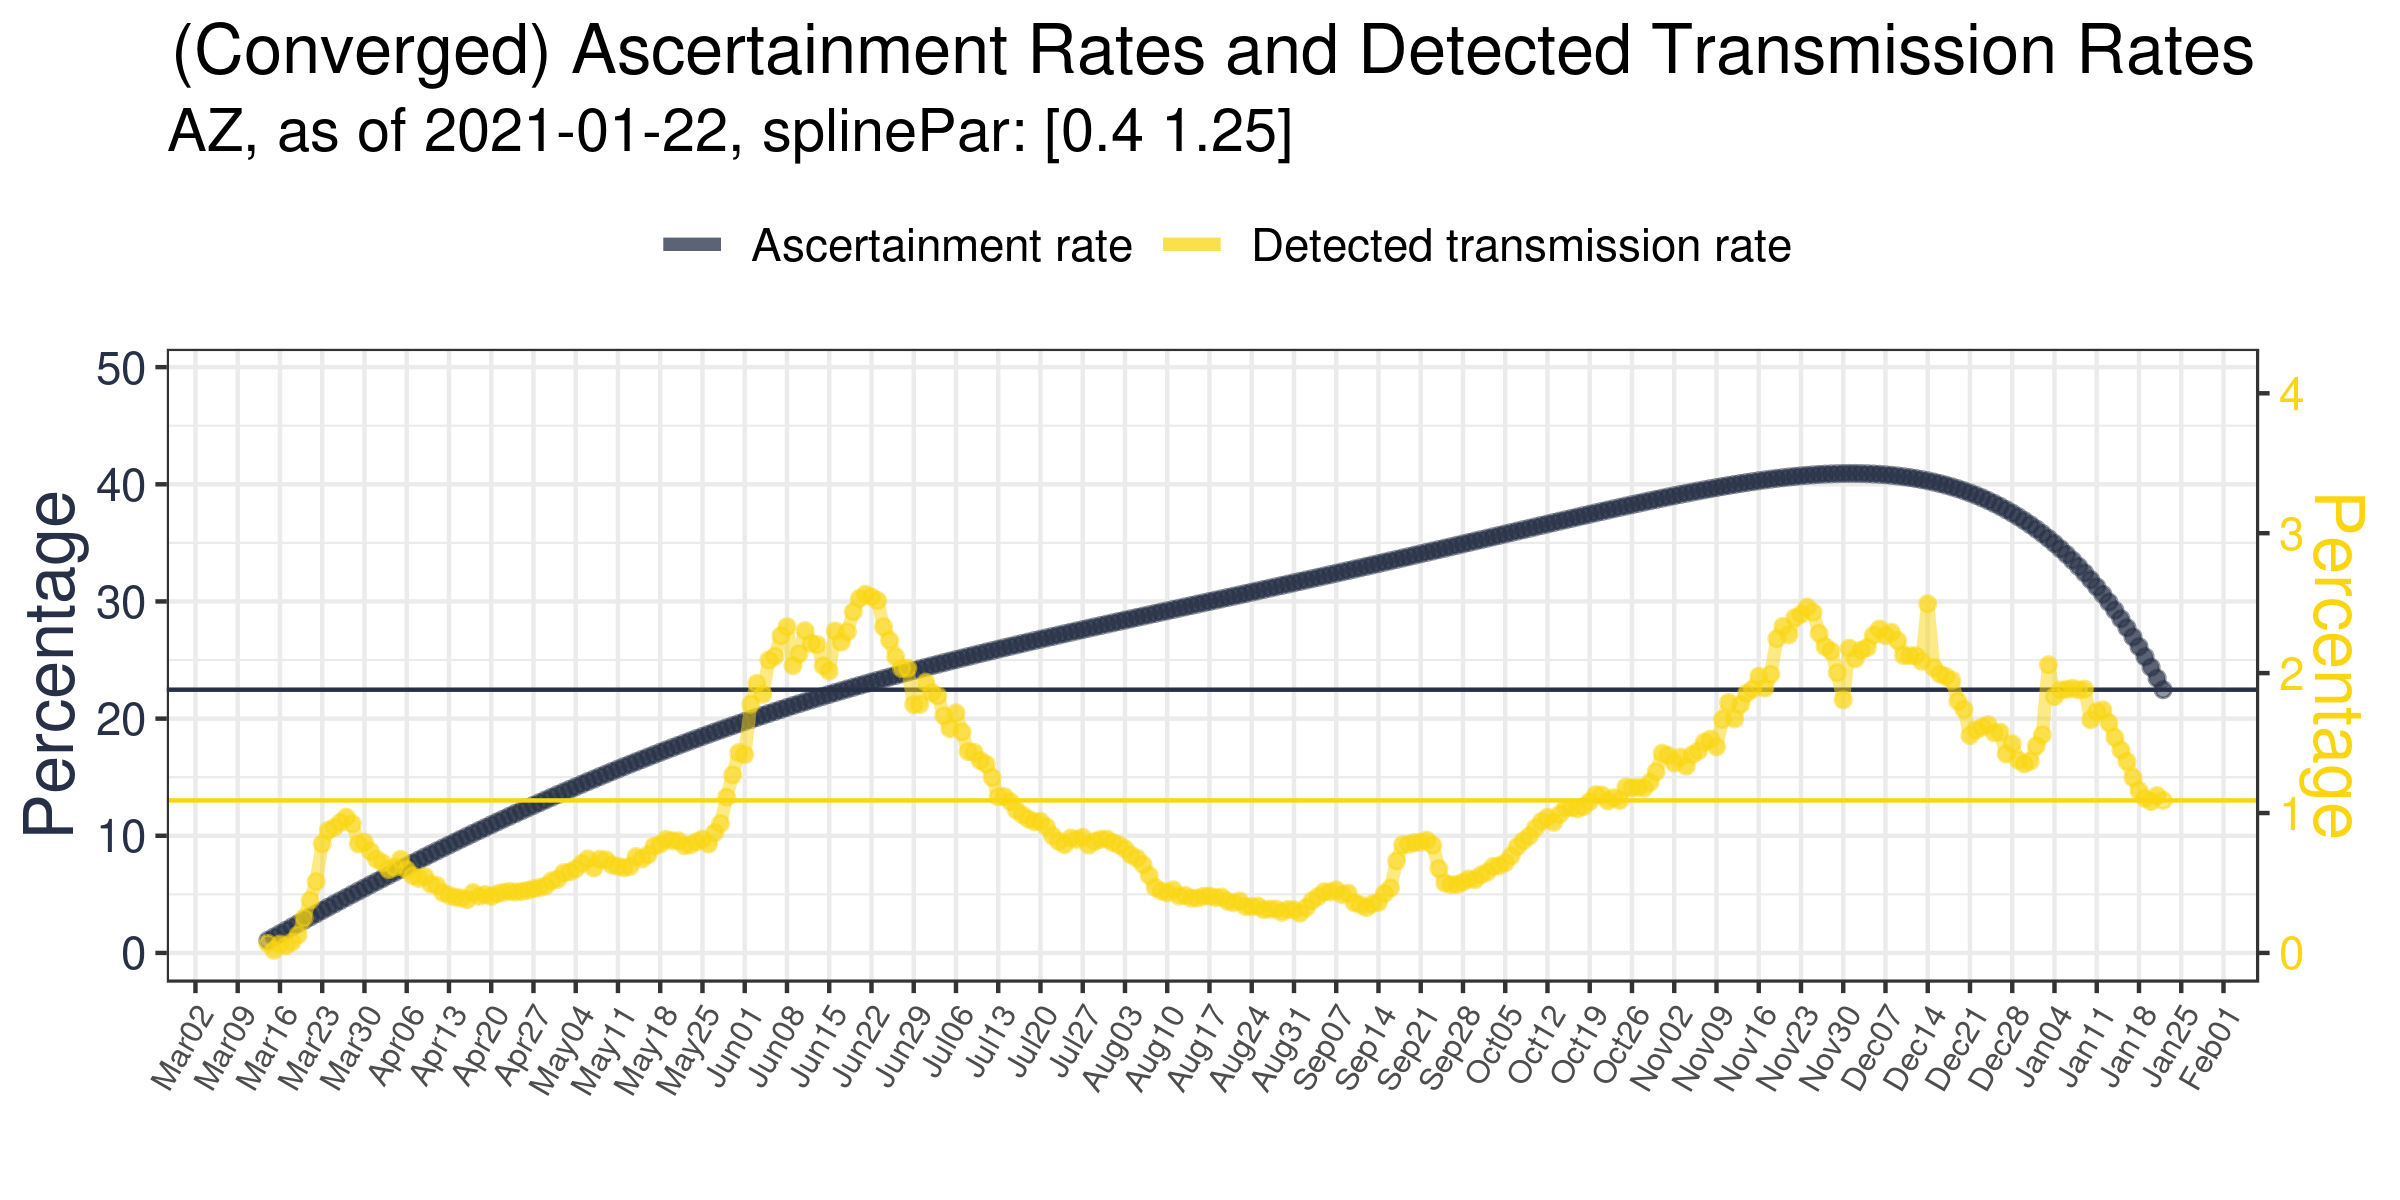 (Converged) Ascertainment Rates and Detected Transmission Rates
AZ, as of 2021-01-22, splinePar: [0.4 1.25]
Ascertainment rate Detected transmission rate
Percentage
50
40
30
20
10
0
4
3
2
1
0
Percentage
Mar02 Mar09 Mar16 Mar23 Mar30 Apr06 Apr13 Apr20 Apr27 May04 May11 May18 May25 Jun01 Jun08 Jun15 Jun22 Jun29 Jul06 Jul13 Jul20 Jul27 Aug03 Aug10 Aug17 Aug24 Aug31 Sep07 Sep14 Sep21 Sep28 Oct05 Oct12 Oct19 Oct26 Nov02 Nov09 Nov16 Nov23 Nov30 Dec07 Dec14 Dec21 Dec28 Jan04 Jan11 Jan18 Jan25 Feb01